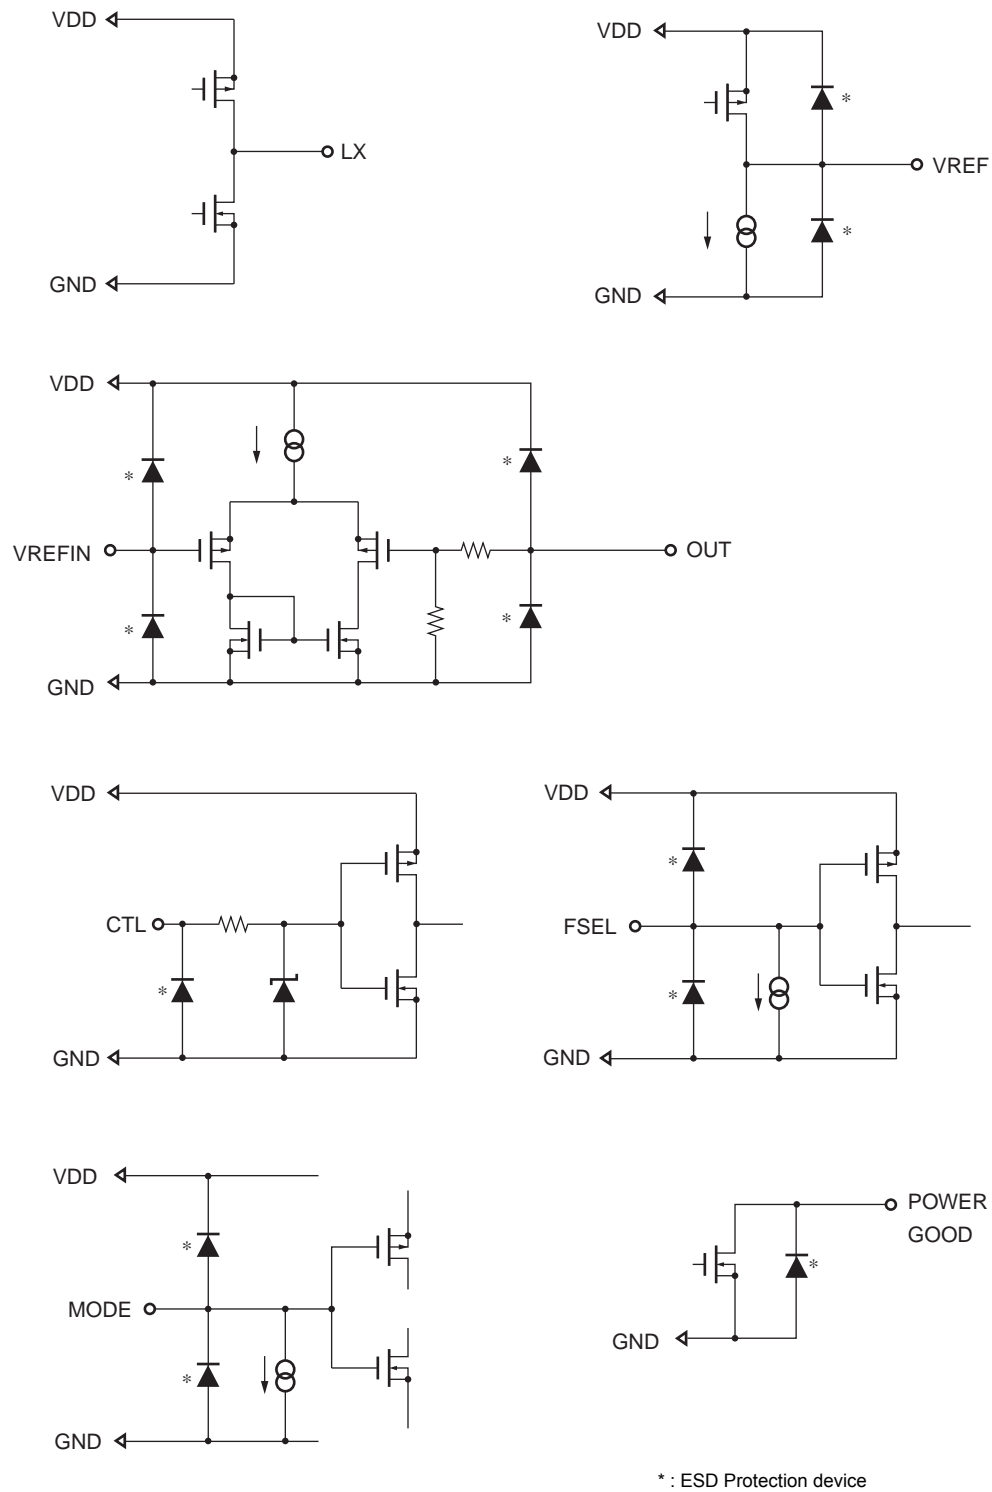 VDD
LX
GND
VDD
*
VREF
*
GND
VDD
*
*
VREFIN
OUT
*
*
GND
VDD
CTL
*
GND
VDD
*
FSEL
*
GND
VDD
*
MODE
*
GND
POWER
GOOD
*
GND
* : ESD Protection device